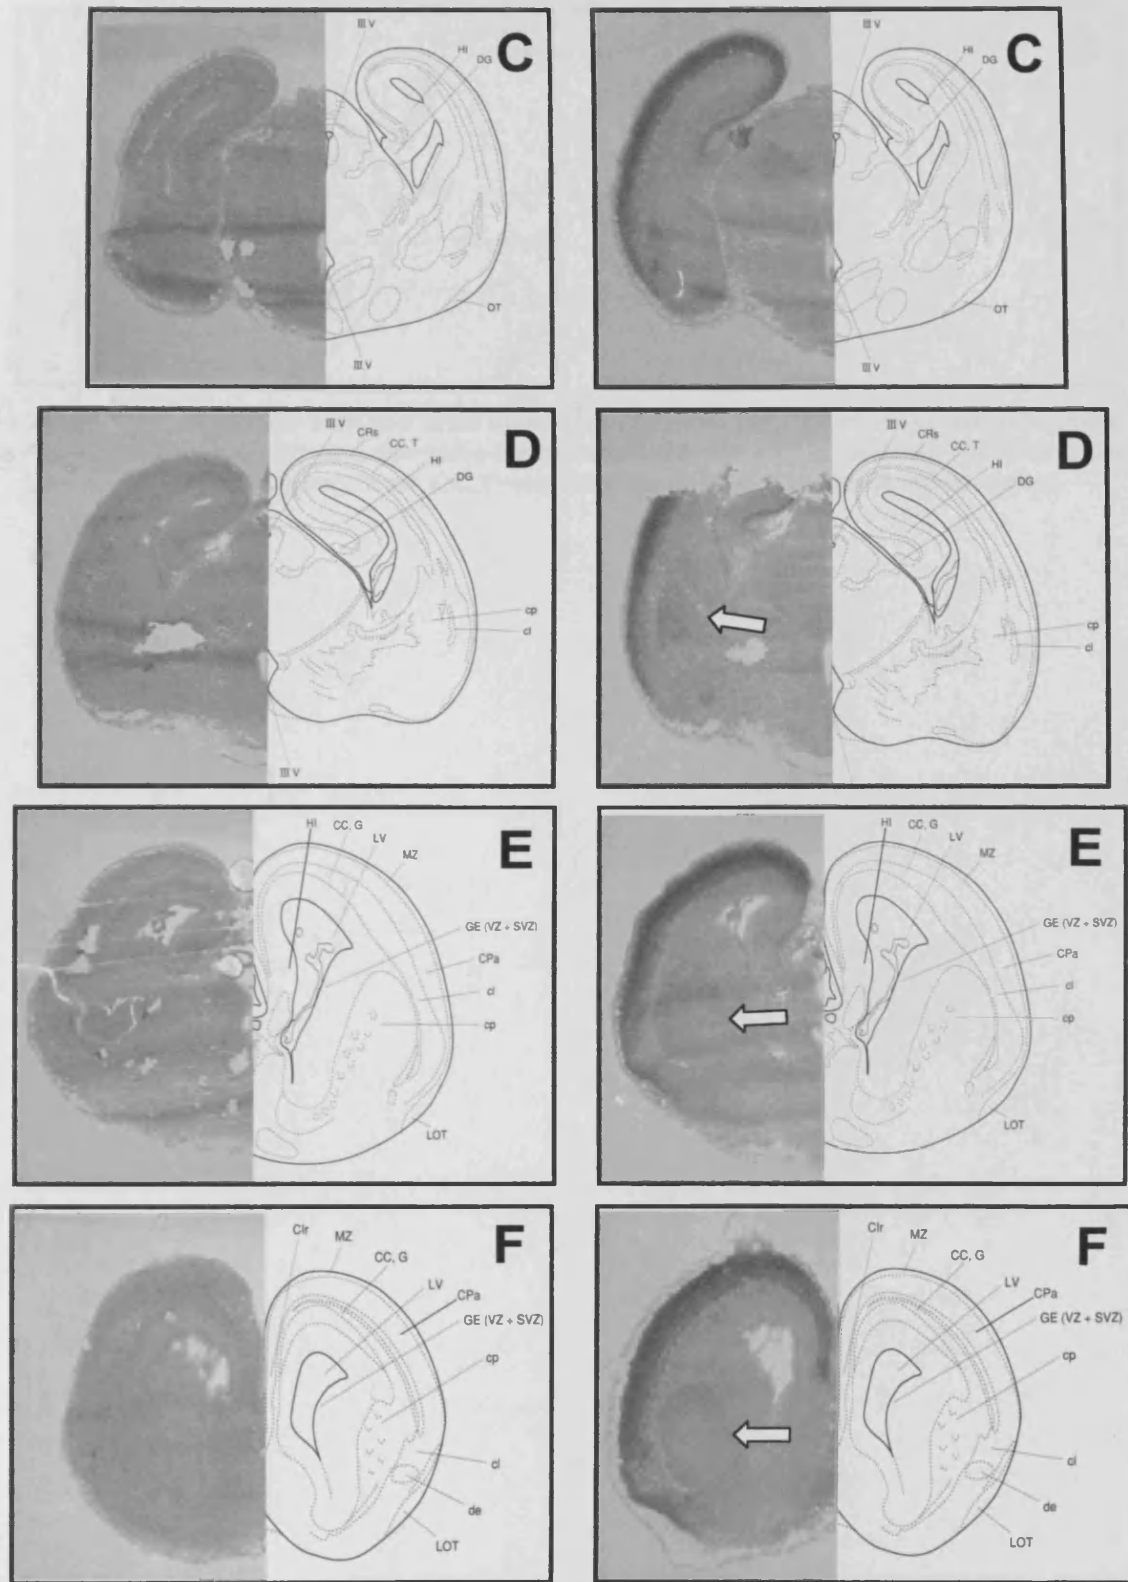 III V
C
HI
DG
OT
III V
III V
C
HI
DG
OT
III V
III V
CRs
CC, T
D
HI
DG
cp
cl
III V
III V
CRs
CC, T
D
HI
DG
cp
cl
HI
CC, G
LV
MZ
E
GE (VZ + SVZ)
CPa
cl
cp
LOT
HI
CC, G
LV
MZ
E
GE (VZ + SVZ)
CPa
cl
cp
LOT
Clr
MZ
CC, G
F
LV
CPa
GE (VZ + SVZ)
cp
cl
de
LOT
Clr
MZ
CC, G
F
LV
CPa
GE (VZ + SVZ)
cp
cl
de
LOT